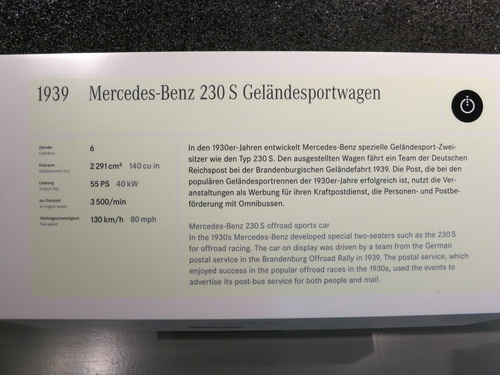 1939 Mercedes-Benz 230 S Geländesportwagen
Zylinder 6
Cylinders
Hubraum 2 291 cm³ 140 cu in
Displacement (cc)
Leistung 55 PS 40 kW
Output (hp)
bei Drehzahl 3 500/min
at engine speed
Höchstgeschwindigkeit 130 km/h 80 mph
Top speed
In den 1930er-Jahren entwickelt Mercedes-Benz spezielle Geländesport-Zwei-
sitzer wie den Typ 230 S. Den ausgestellten Wagen fährt ein Team der Deutschen
Reichspost bei der Brandenburgischen Geländefahrt 1939. Die Post, die bei den
populären Geländesportrennen der 1930er-Jahre erfolgreich ist, nutzt die Ver-
anstaltungen als Werbung für ihren Kraftpostdienst, die Personen- und Postbe-
förderung mit Omnibussen.
Mercedes-Benz 230 S offroad sports car
In the 1930s Mercedes-Benz developed special two-seaters such as the 230 S
for offroad racing. The car on display was driven by a team from the German
postal service in the Brandenburg Offroad Rally in 1939. The postal service, which
enjoyed success in the popular offroad races in the 1930s, used the events to
advertise its post-bus service for both people and mail.